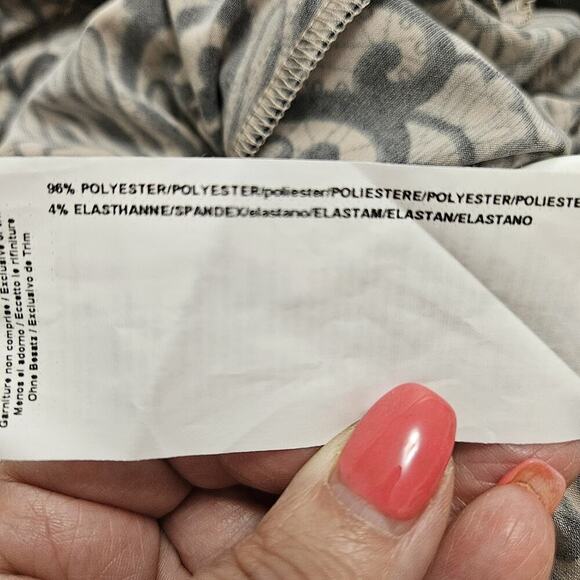 96% POLYESTER/POLYESTER/poliester/POLIESTERE/POLYESTER/POLIESTE
4% ELASTHANNE/SPANDEX/elastano/ELASTAM/ELASTAN/ELASTANO
Garniture non comprise / Exclusive of
Menos el adorno / Eccetto le rifiniture
Ohne Besatz / Exclusivo de Trim